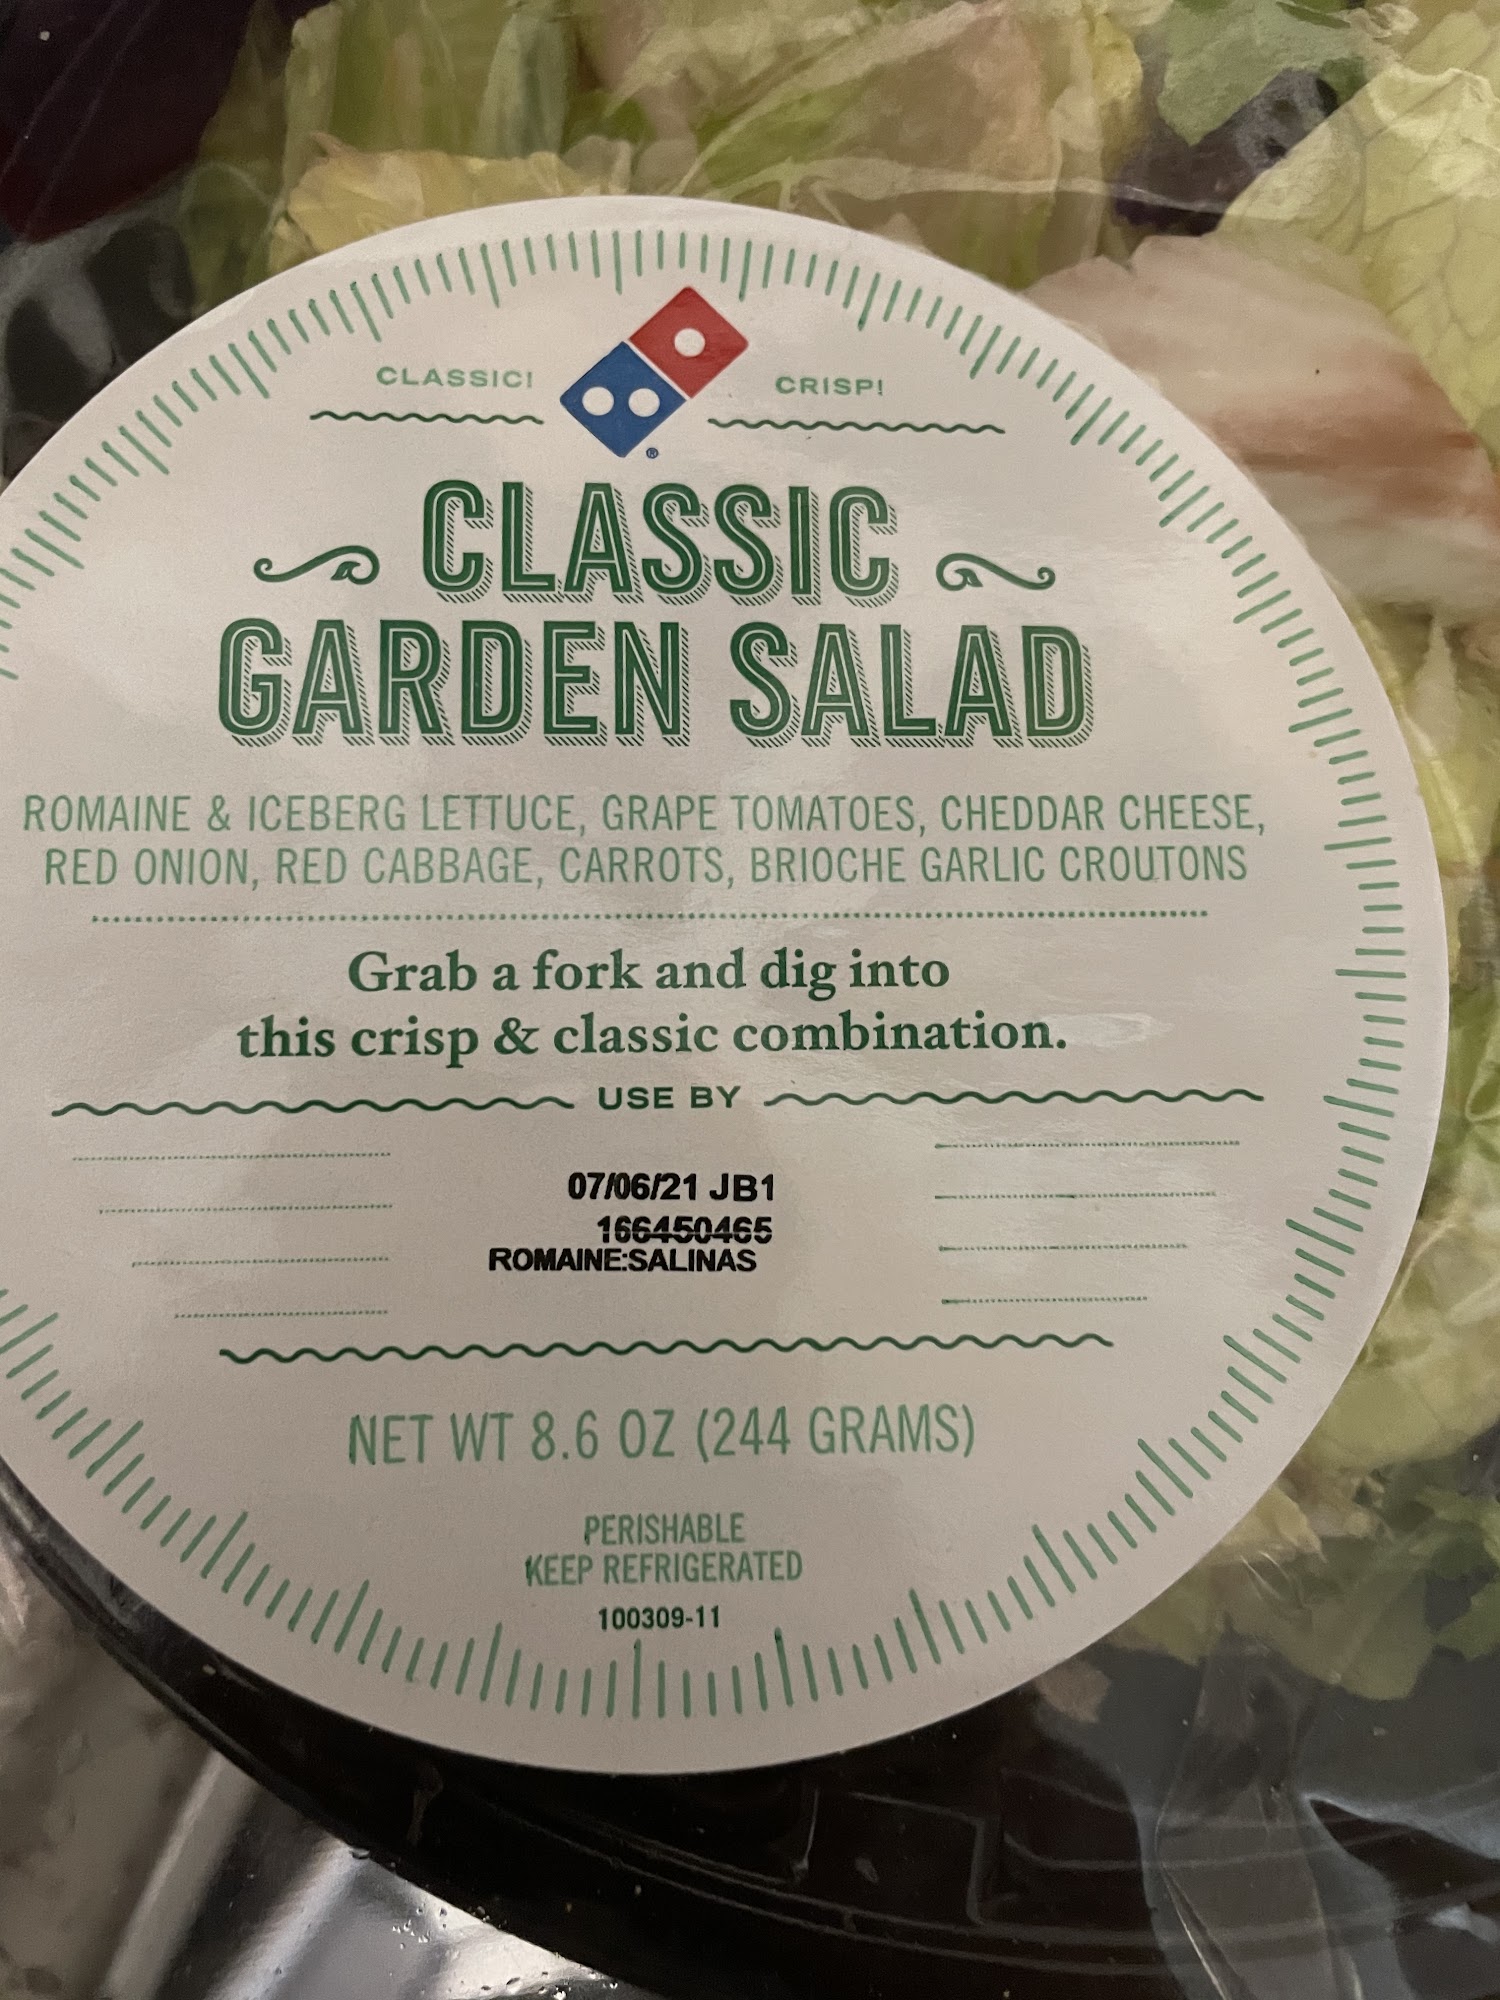 CLASSIC!
CRISP!
®
CLASSIC
GARDEN SALAD
ROMAINE & ICEBERG LETTUCE, GRAPE TOMATOES, CHEDDAR CHEESE,
RED ONION, RED CABBAGE, CARROTS, BRIOCHE GARLIC CROUTONS
Grab a fork and dig into
this crisp & classic combination.
USE BY
07/06/21 JB1
166450465
ROMAINE:SALINAS
NET WT 8.6 OZ (244 GRAMS)
PERISHABLE
KEEP REFRIGERATED
100309-11